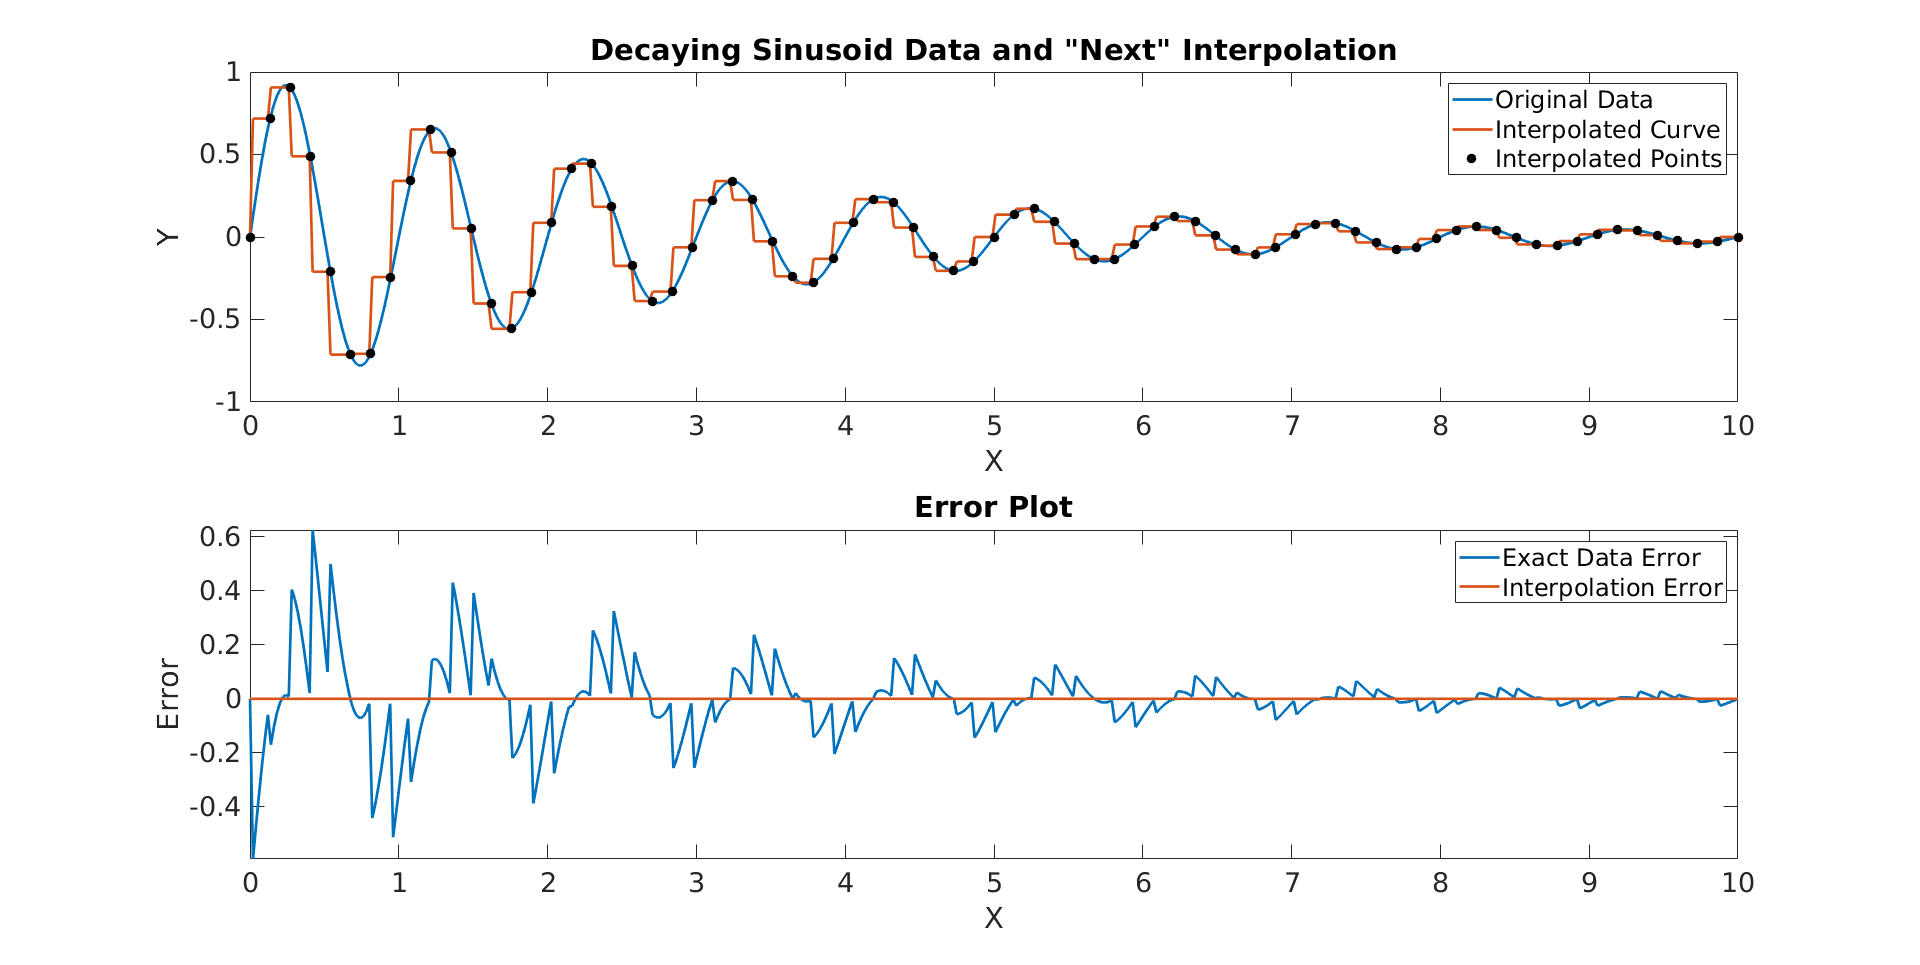 Decaying Sinusoid Data and "Next" Interpolation
1
0.5
0
-0.5
-1
Y
Original Data
Interpolated Curve
Interpolated Points
0 1 2 3 4 5 6 7 8 9 10
X
Error Plot
0.6
0.4
0.2
0
-0.2
-0.4
Error
Exact Data Error
Interpolation Error
0 1 2 3 4 5 6 7 8 9 10
X